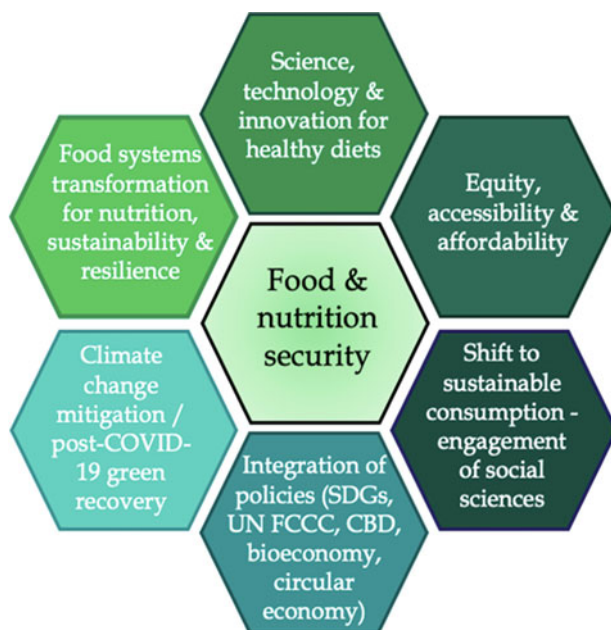 Science,
technology &
innovation for
healthy diets
Food systems
transformation
for nutrition,
sustainability &
resilience
Equity,
accessibility &
affordability
Food &
nutrition
security
Climate
change
mitigation /
post-COVID-
19 green
recovery
Shift to
sustainable
consumption -
engagement
of social
sciences
Integration of
policies (SDGs,
UN FCCC, CBD,
bioeconomy,
circular
economy)